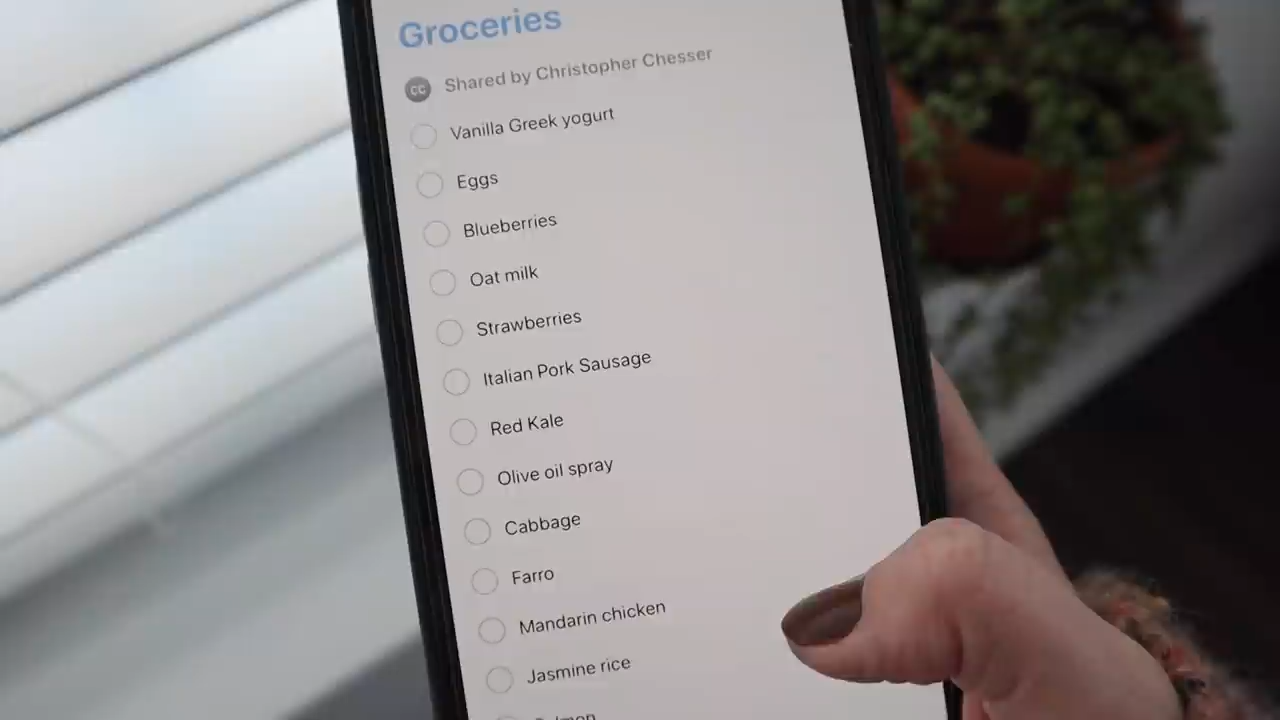 Groceries
CC Shared by Christopher Chesser
Vanilla Greek yogurt
Eggs
Blueberries
Oat milk
Strawberries
Italian Pork Sausage
Red Kale
Olive oil spray
Cabbage
Farro
Mandarin chicken
Jasmine rice